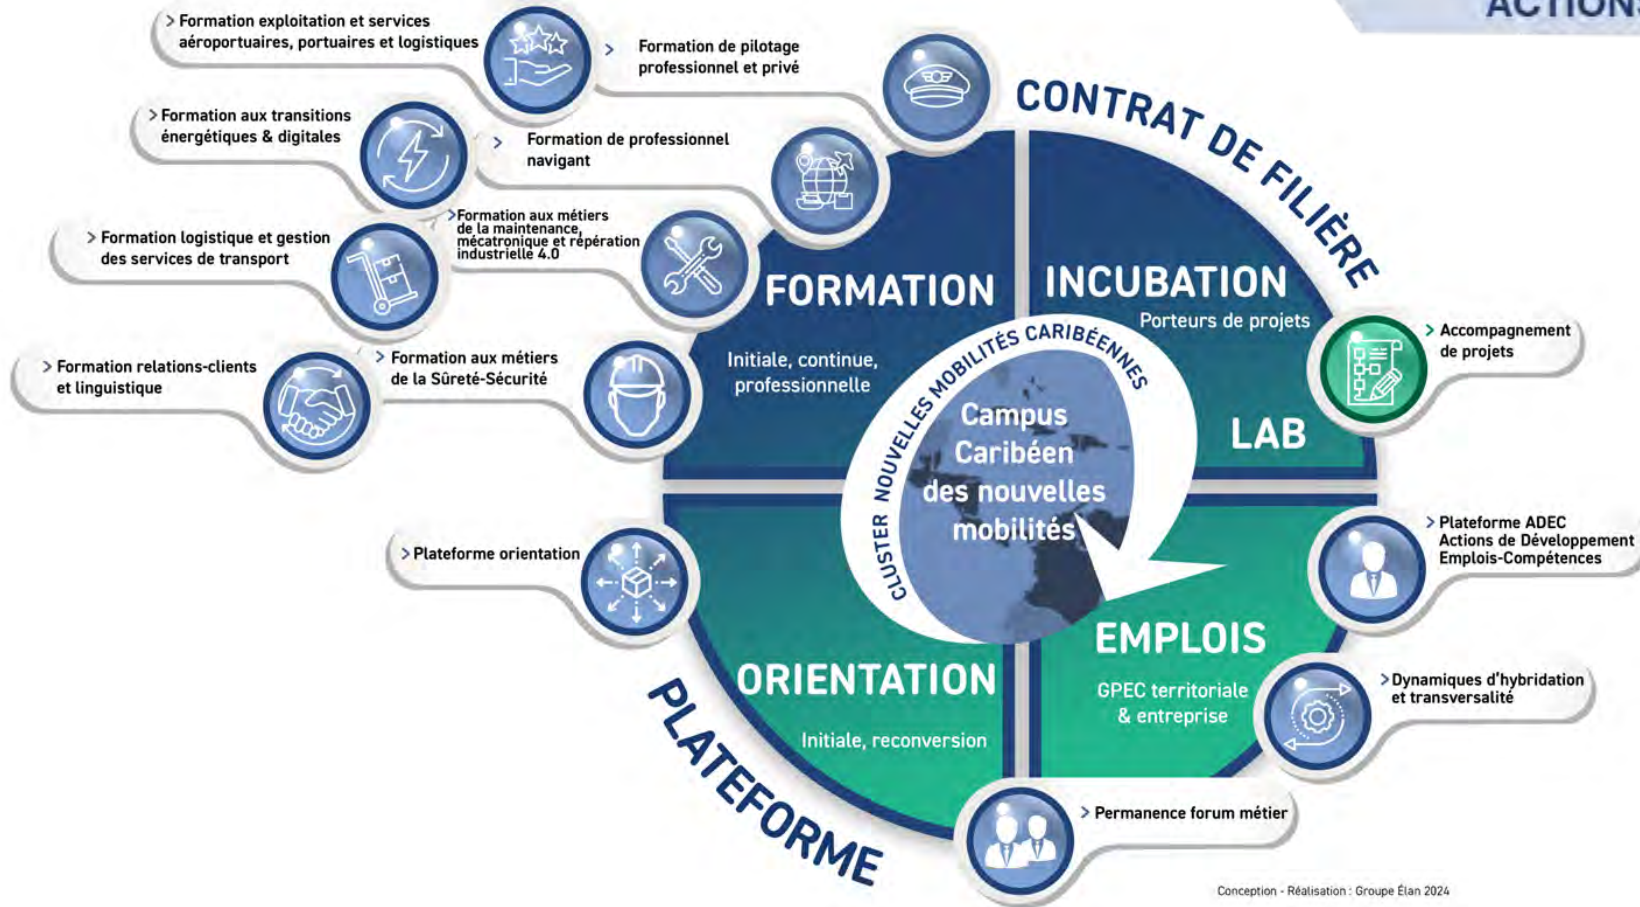 ACTIONS
> Formation exploitation et services
aéroportuaires, portuaires et logistiques
> Formation de pilotage
professionnel et privé
> Formation aux transitions
énergétiques & digitales
> Formation de professionnel
navigant
> Formation logistique et gestion
des services de transport
>Formation aux métiers
de la maintenance,
mécatronique et répération
industrielle 4.0
> Formation relations-clients
et linguistique
> Formation aux métiers
de la Sûreté-Sécurité
CONTRAT DE FILIÈRE
FORMATION
Initiale, continue,
professionnelle
INCUBATION
Porteurs de projets
LAB
> Accompagnement
de projets
CLUSTER NOUVELLES MOBILITÉS CARIBÉENNES
Campus
Caribéen
des nouvelles
mobilités
> Plateforme orientation
ORIENTATION
Initiale, reconversion
PLATEFORME
EMPLOIS
GPEC territoriale
& entreprise
> Plateforme ADEC
Actions de Développement
Emplois-Compétences
> Dynamiques d'hybridation
et transversalité
> Permanence forum métier
Conception - Réalisation : Groupe Élan 2024